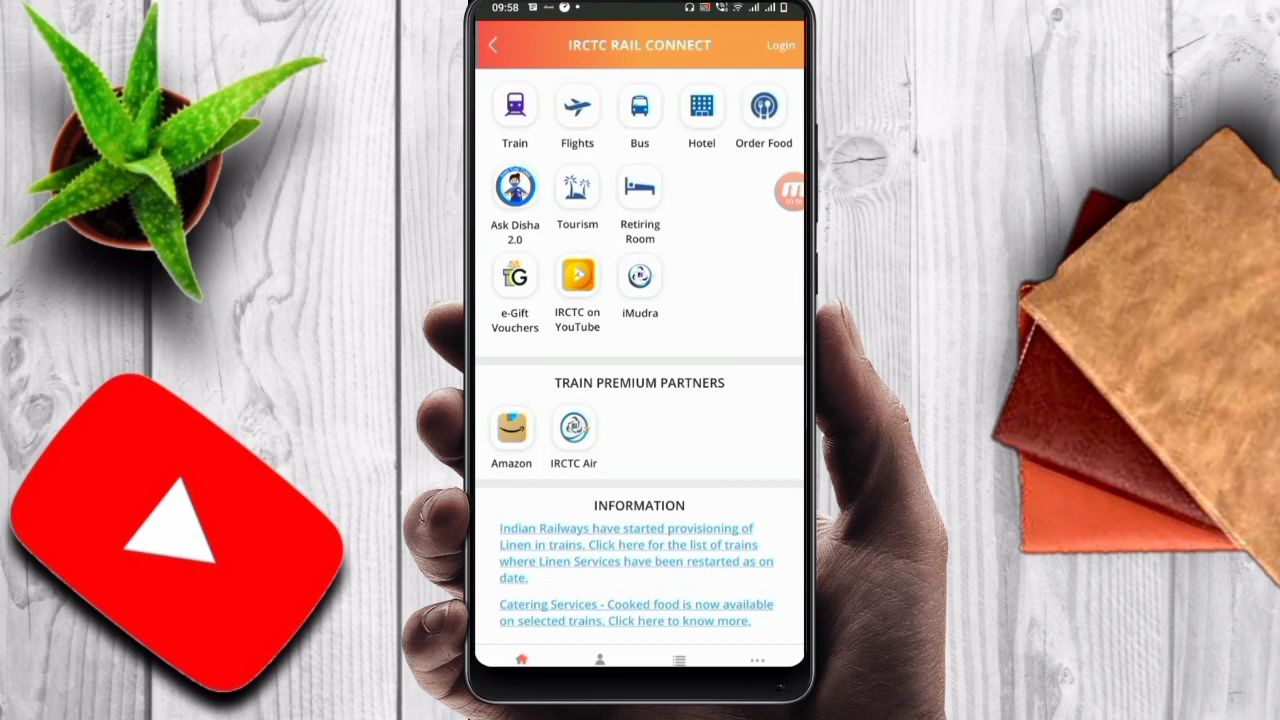 09:58
IRCTC RAIL CONNECT
Login
Train
Flights
Bus
Hotel
Order Food
Ask Disha
2.0
Tourism
Retiring
Room
e-Gift
Vouchers
IRCTC on
YouTube
iMudra
TRAIN PREMIUM PARTNERS
Amazon
IRCTC Air
INFORMATION
Indian Railways have started provisioning of
Linen in trains. Click here for the list of trains
where Linen Services have been restarted as on
date.
Catering Services - Cooked food is now available
on selected trains. Click here to know more.